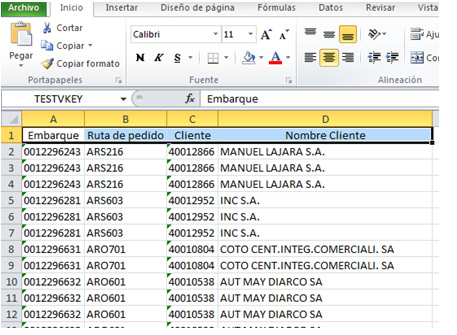 Archivo Inicio Insertar Diseño de página Fórmulas Datos Revisar Vista
Cortar
Copiar
Copiar formato
Pegar
Portapapeles
Calibri 11 A A
N K S A
Fuente
Alineación
TESTVKEY fx Embarque
A B C D
1 Embarque Ruta de pedido Cliente Nombre Cliente
2 0012296243 ARS216 40012866 MANUEL LAJARA S.A.
3 0012296243 ARS216 40012866 MANUEL LAJARA S.A.
4 0012296243 ARS216 40012866 MANUEL LAJARA S.A.
5 0012296281 ARS603 40012952 INC S.A.
6 0012296281 ARS603 40012952 INC S.A.
7 0012296281 ARS603 40012952 INC S.A.
8 0012296631 ARO701 40010804 COTO CENT.INTEG.COMERCIALI. SA
9 0012296631 ARO701 40010804 COTO CENT.INTEG.COMERCIALI. SA
10 0012296632 ARO601 40010538 AUT MAY DIARCO SA
11 0012296632 ARO601 40010538 AUT MAY DIARCO SA
12 0012296632 ARO601 40010538 AUT MAY DIARCO SA